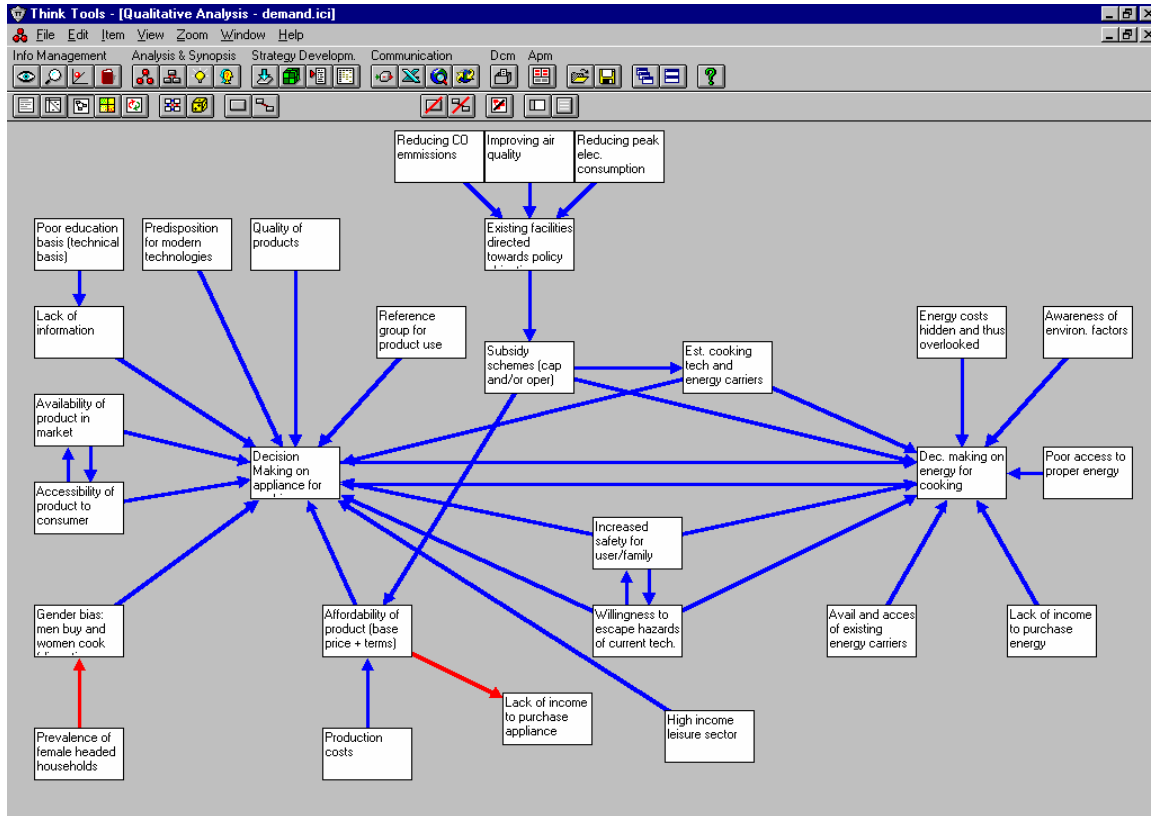 Think Tools - [Qualitative Analysis - demand.ici]
File Edit Item View Zoom Window Help
Info Management Analysis & Synopsis Strategy Developm. Communication Dcm Apm
Reducing CO
emmissions
Improving air
quality
Reducing peak
elec.
consumption
Poor education
basis (technical
basis)
Predisposition
for modern
technologies
Quality of
products
Existing facilities
directed
towards policy
Lack of
information
Reference
group for
product use
Subsidy
schemes (cap
and/or oper)
Est. cooking
tech and
energy carriers
Energy costs
hidden and thus
overlooked
Awareness of
environ. factors
Availability of
product in
market
Decision
Making on
appliance for
Dec. making on
energy for
cooking
Poor access to
proper energy
Accessibility of
product to
consumer
Increased
safety for
user/family
Gender bias:
men buy and
women cook
Affordability of
product (base
price + terms)
Willingness to
escape hazards
of current tech.
Avail and acces
of existing
energy carriers
Lack of income
to purchase
energy
Lack of income
to purchase
appliance
High income
leisure sector
Prevalence of
female headed
households
Production
costs